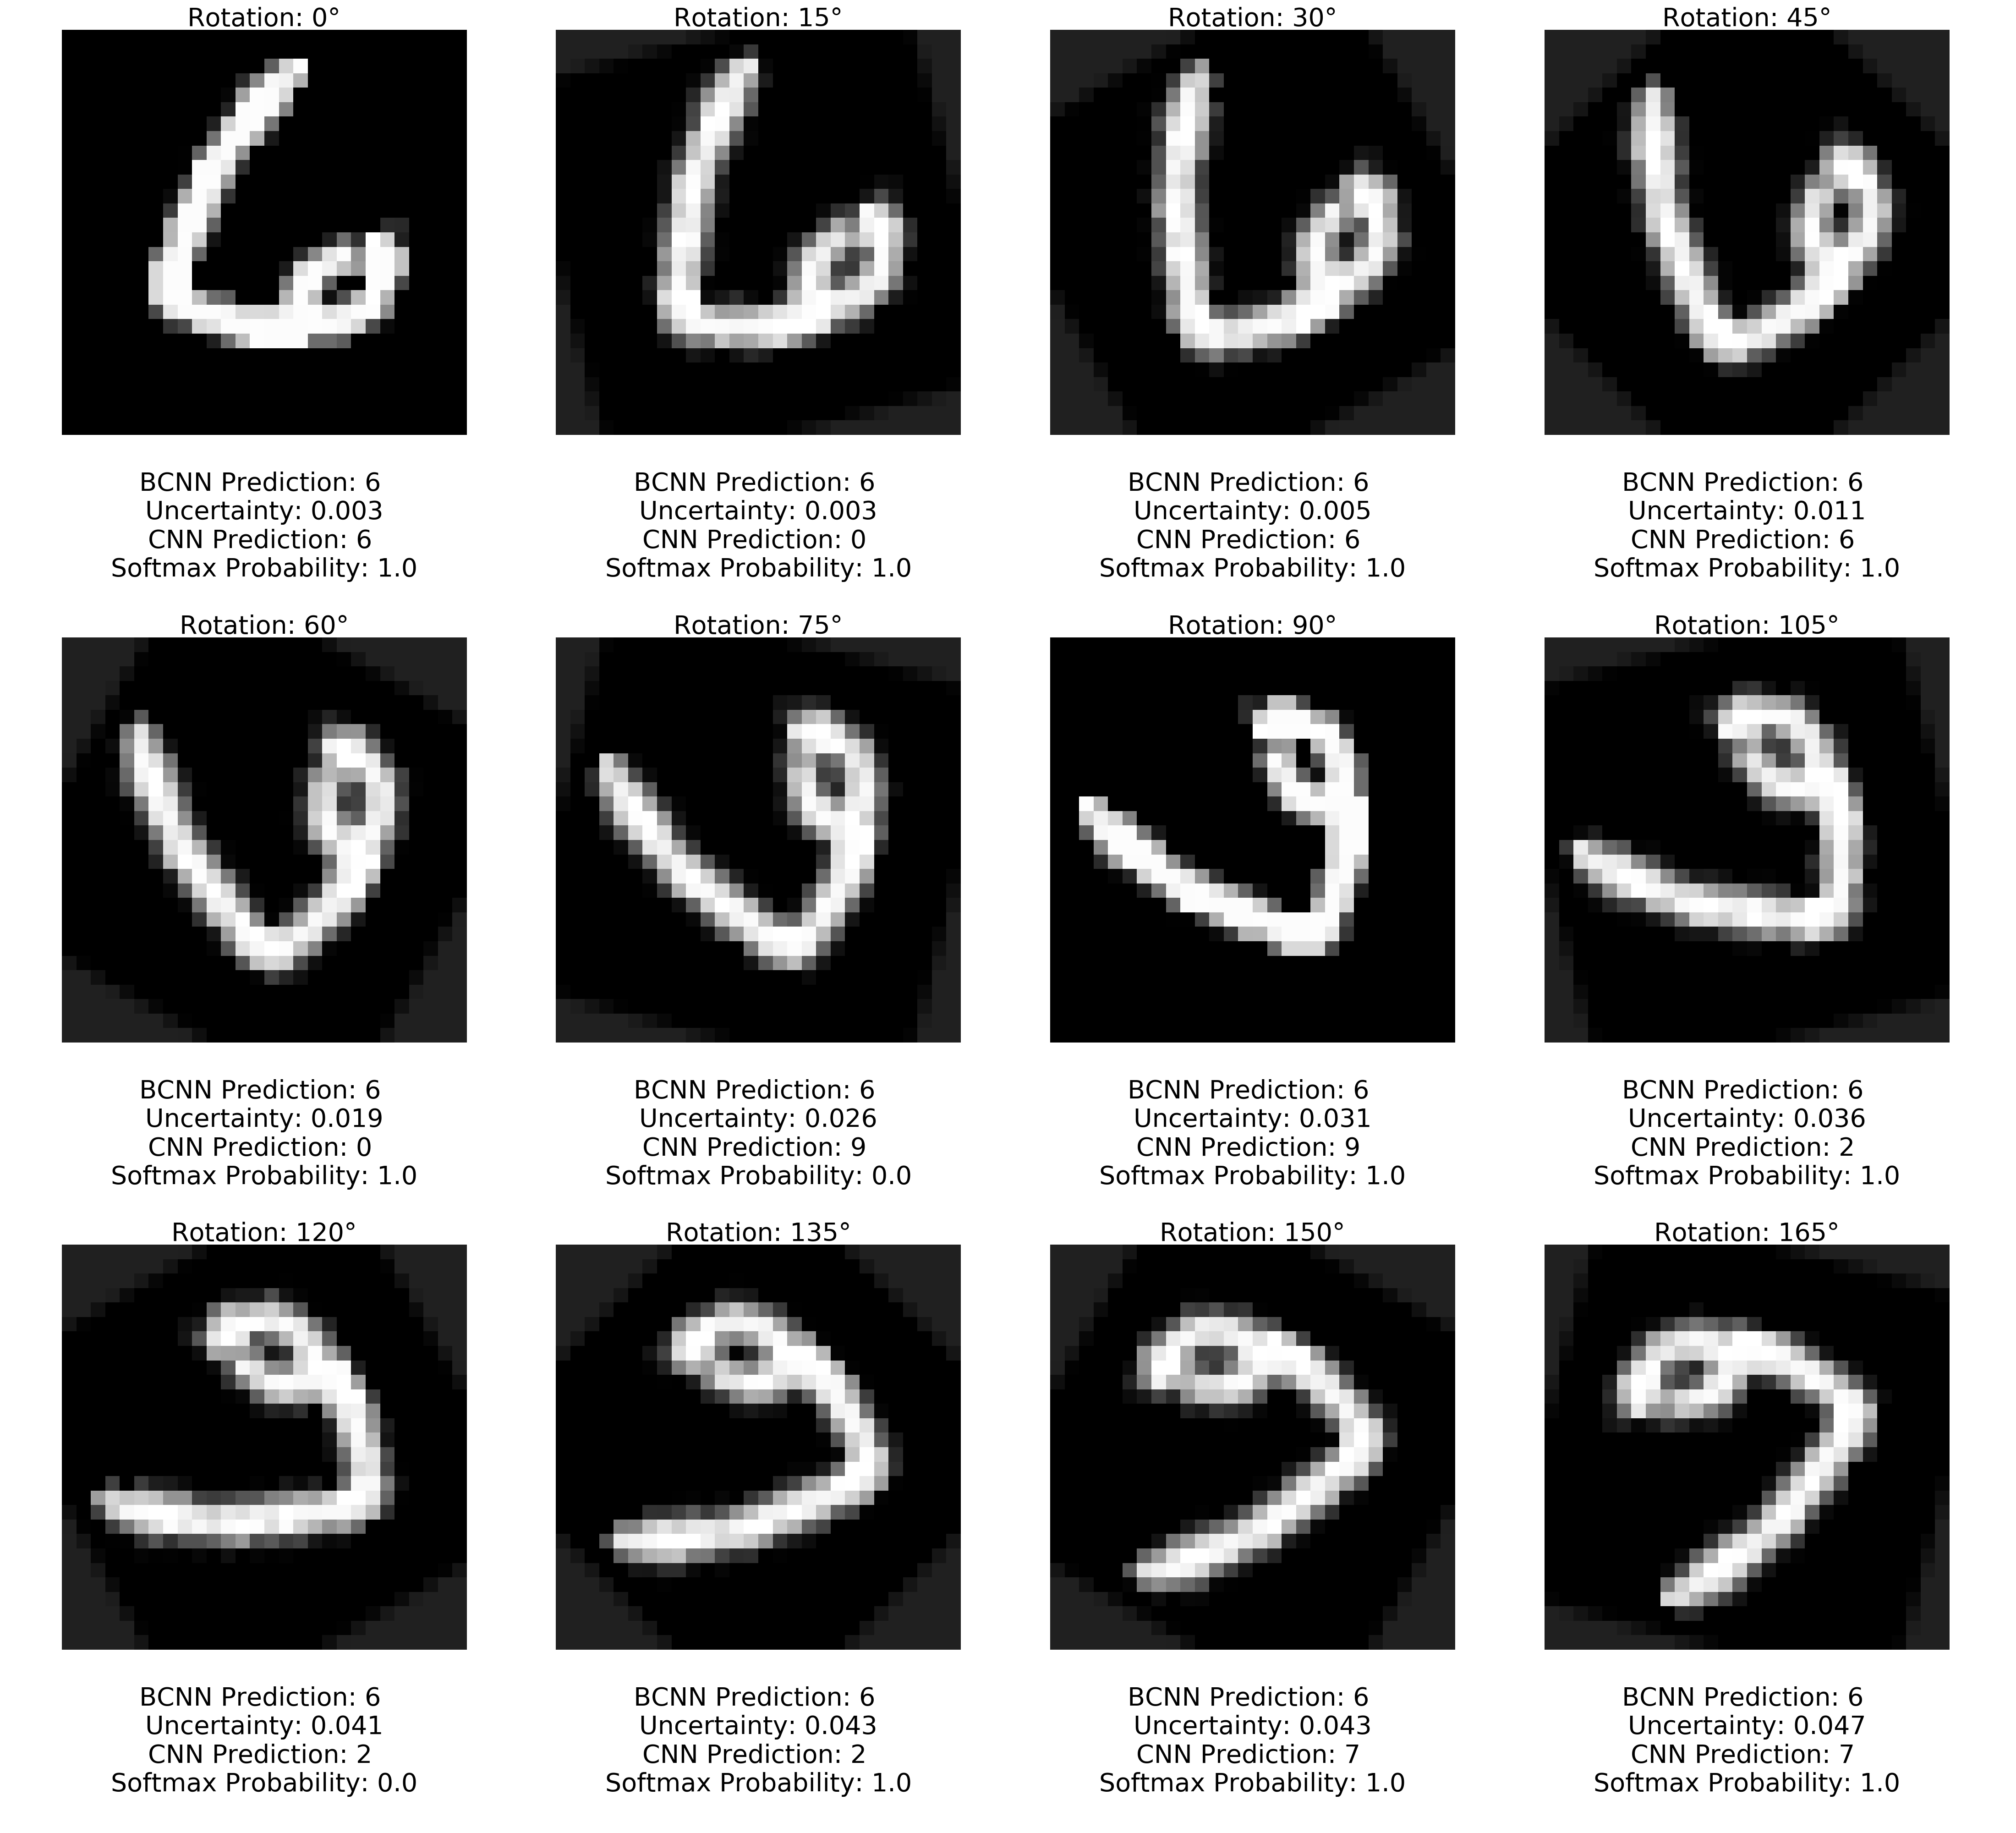 Rotation: 0°
BCNN Prediction: 6
Uncertainty: 0.003
CNN Prediction: 6
Softmax Probability: 1.0
Rotation: 15°
BCNN Prediction: 6
Uncertainty: 0.003
CNN Prediction: 0
Softmax Probability: 1.0
Rotation: 30°
BCNN Prediction: 6
Uncertainty: 0.005
CNN Prediction: 6
Softmax Probability: 1.0
Rotation: 45°
BCNN Prediction: 6
Uncertainty: 0.011
CNN Prediction: 6
Softmax Probability: 1.0
Rotation: 60°
BCNN Prediction: 6
Uncertainty: 0.019
CNN Prediction: 0
Softmax Probability: 1.0
Rotation: 75°
BCNN Prediction: 6
Uncertainty: 0.026
CNN Prediction: 9
Softmax Probability: 0.0
Rotation: 90°
BCNN Prediction: 6
Uncertainty: 0.031
CNN Prediction: 9
Softmax Probability: 1.0
Rotation: 105°
BCNN Prediction: 6
Uncertainty: 0.036
CNN Prediction: 2
Softmax Probability: 1.0
Rotation: 120°
BCNN Prediction: 6
Uncertainty: 0.041
CNN Prediction: 2
Softmax Probability: 0.0
Rotation: 135°
BCNN Prediction: 6
Uncertainty: 0.043
CNN Prediction: 2
Softmax Probability: 1.0
Rotation: 150°
BCNN Prediction: 6
Uncertainty: 0.043
CNN Prediction: 7
Softmax Probability: 1.0
Rotation: 165°
BCNN Prediction: 6
Uncertainty: 0.047
CNN Prediction: 7
Softmax Probability: 1.0